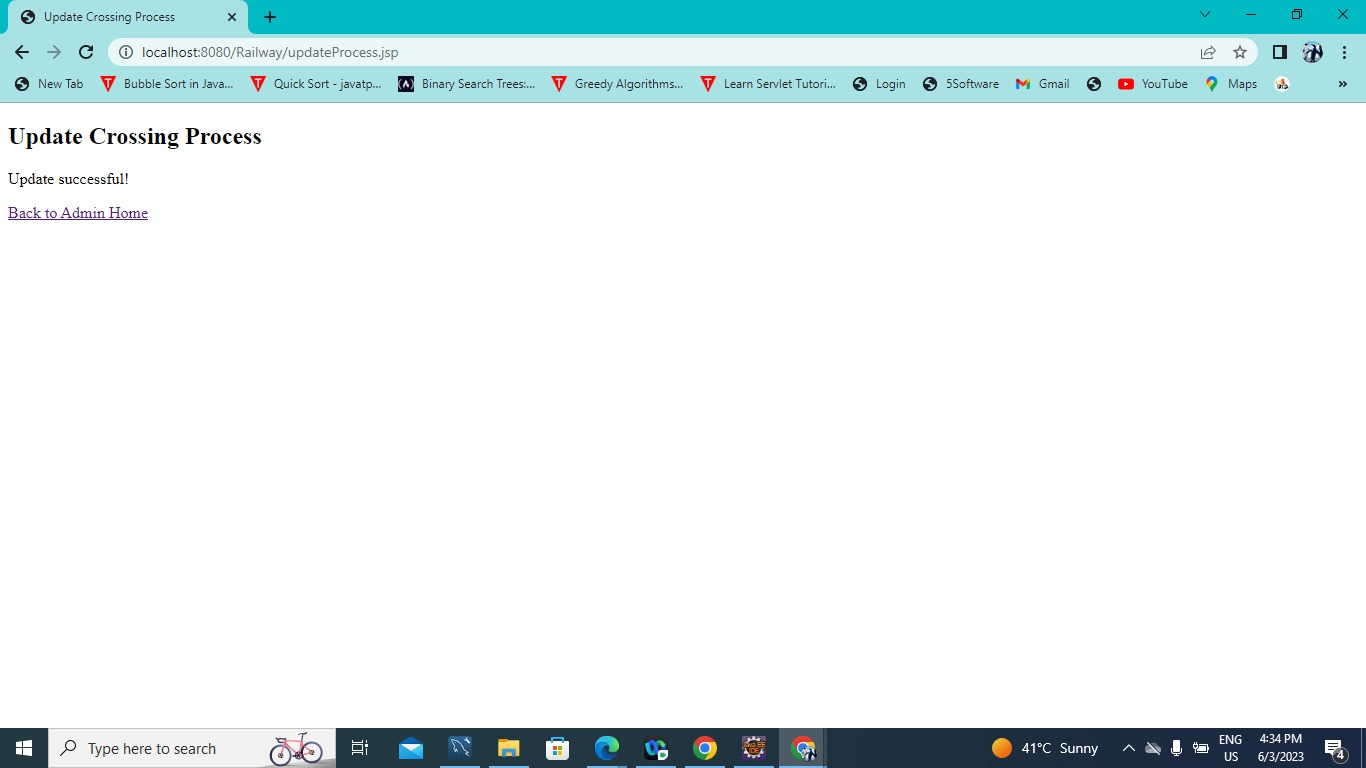 Update Crossing Process
localhost:8080/Railway/updateProcess.jsp
New Tab Bubble Sort in Java... Quick Sort - javatp... Binary Search Trees:... Greedy Algorithms... Learn Servlet Tutori... Login 5Software Gmail YouTube Maps »
Update Crossing Process
Update successful!
Back to Admin Home
Type here to search 41°C Sunny ENG 4:34 PM
US 6/3/2023 4